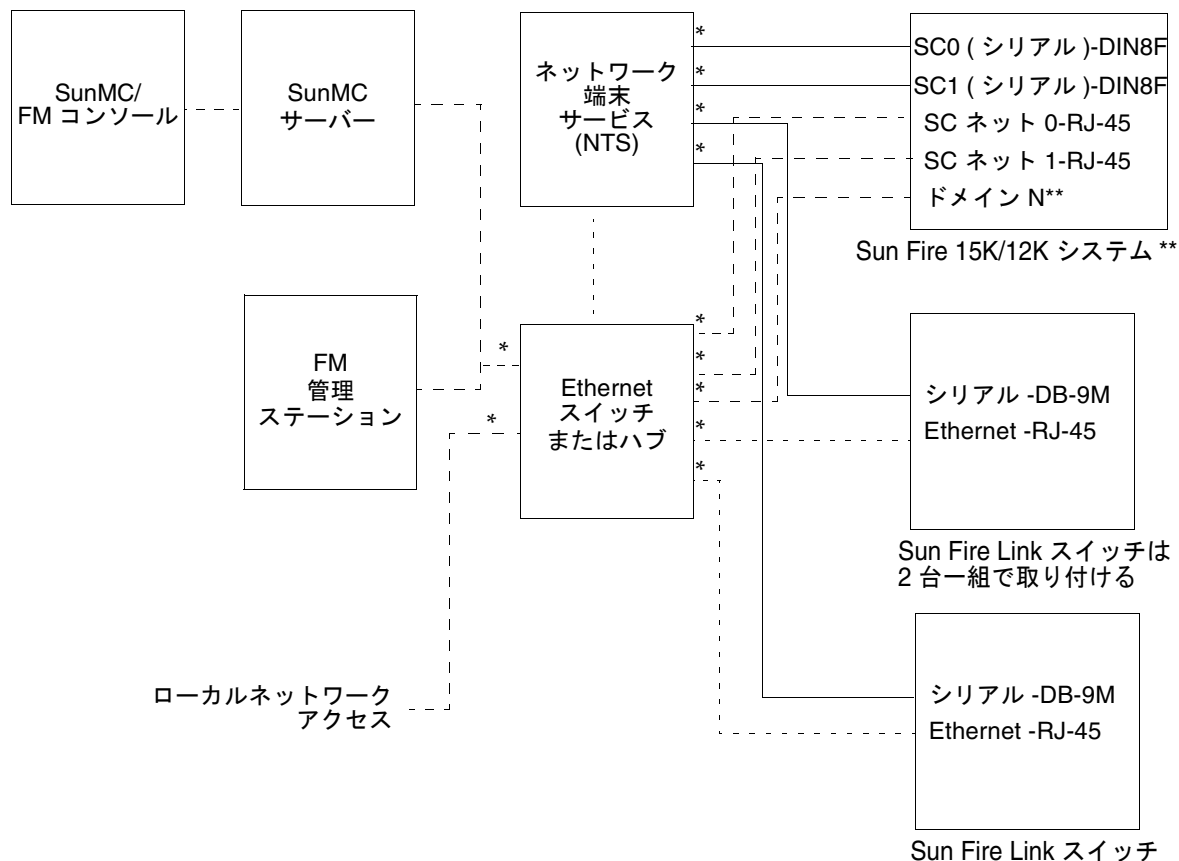 SunMC/
FM コンソール
SunMC
サーバー
ネットワーク
端末
サービス
(NTS)
*
*
*
*
SC0 ( シリアル )-DIN8F
SC1 ( シリアル )-DIN8F
SC ネット 0-RJ-45
SC ネット 1-RJ-45
ドメイン N**
Sun Fire 15K/12K システム **
FM
管理
ステーション
*
*
Ethernet
スイッチ
またはハブ
*
*
*
*
*
シリアル -DB-9M
Ethernet -RJ-45
Sun Fire Link スイッチは
2 台一組で取り付ける
ローカルネットワーク
アクセス
シリアル -DB-9M
Ethernet -RJ-45
Sun Fire Link スイッチ